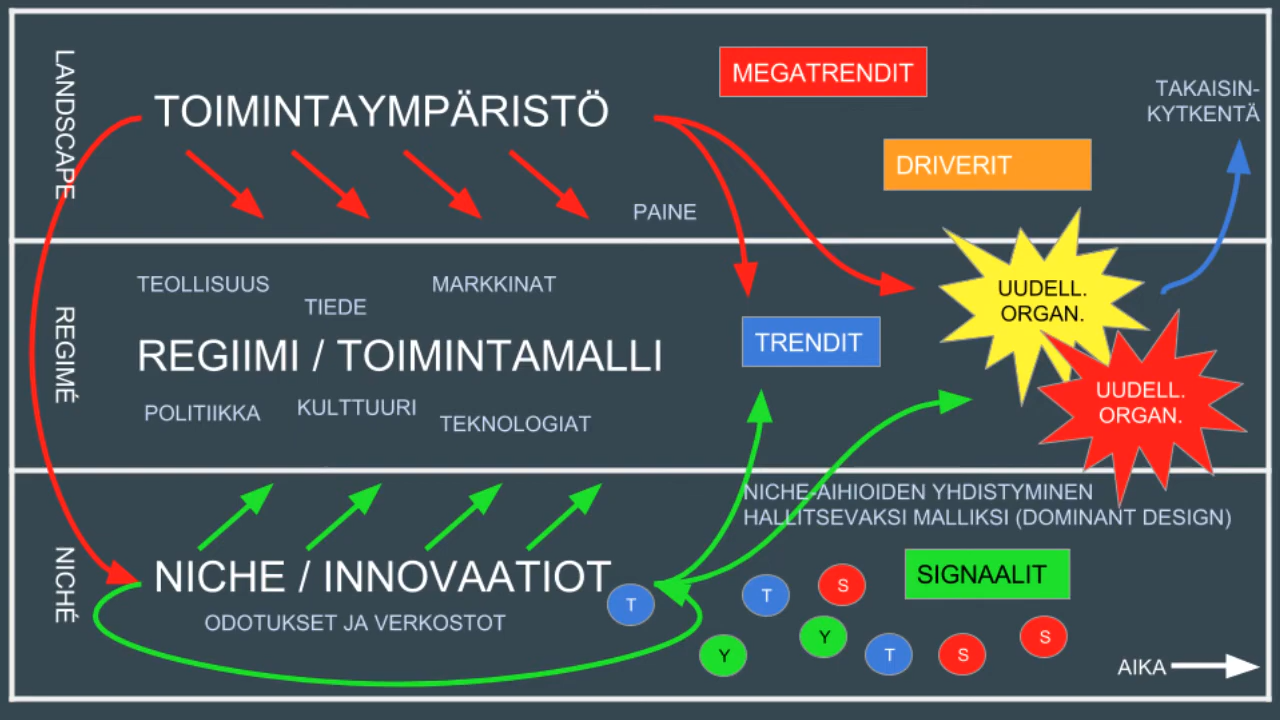 LANDSCAPE
TOIMINTAYMPÄRISTÖ
MEGATRENDIT
TAKAISIN-
KYTKENTÄ
DRIVERIT
PAINE
REGIMÉ
TEOLLISUUS
TIEDE
MARKKINAT
REGIIMI / TOIMINTAMALLI
POLITIIKKA
KULTTUURI
TEKNOLOGIAT
TRENDIT
UUDELL.
ORGAN.
UUDELL.
ORGAN.
NICHÉ
NICHE-AIHIOIDEN YHDISTYMINEN
HALLITSEVAKSI MALLIKSI (DOMINANT DESIGN)
NICHE / INNOVAATIOT
ODOTUKSET JA VERKOSTOT
SIGNAALIT
T
T
S
Y
Y
T
S
S
AIKA